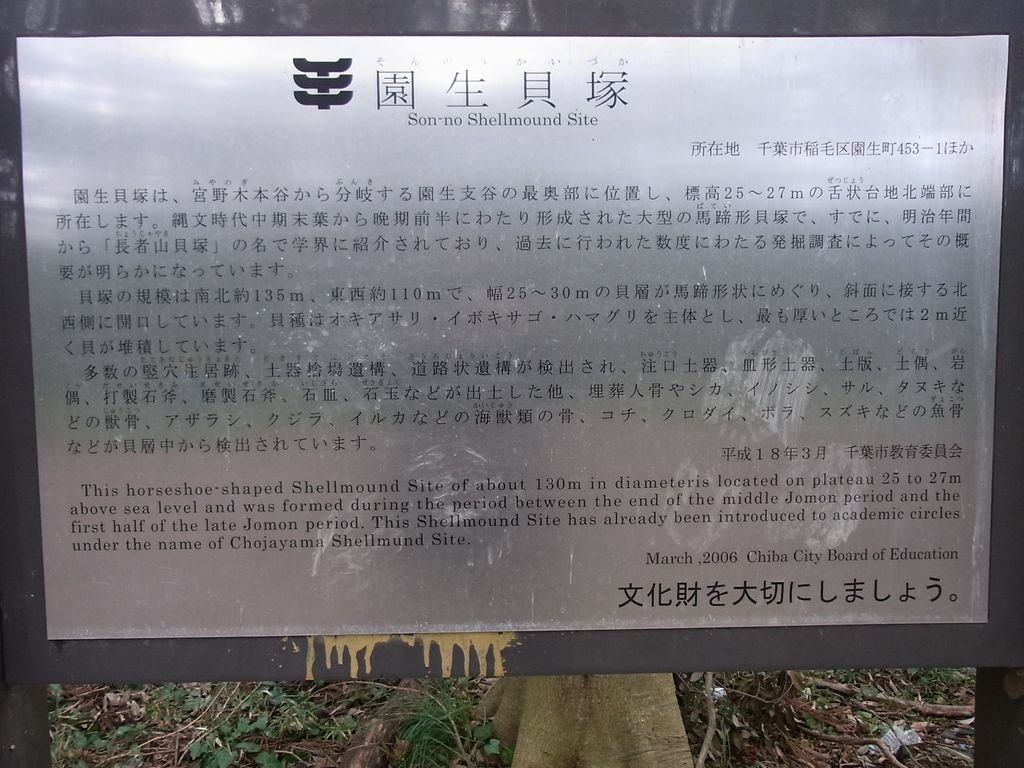 そんのうかいづか
園生貝塚
Son-no Shellmound Site
所在地　千葉市稲毛区園生町453－1ほか
園生貝塚は、宮野木本谷から分岐する園生支谷の最奥部に位置し、標高25～27mの舌状台地北端部に
所在します。縄文時代中期末葉から晩期前半にわたり形成された大型の馬蹄形貝塚で、すでに、明治年間
から「長者山貝塚」の名で学界に紹介されており、過去に行われた数度にわたる発掘調査によってその概
要が明らかになっています。
貝塚の規模は南北約135m、東西約110mで、幅25～30mの貝層が馬蹄形状にめぐり、斜面に接する北
西側に開口しています。貝種はオキアサリ・イボキサゴ・ハマグリを主体とし、最も厚いところでは2m近
く貝が堆積しています。
多数の竪穴住居跡、土器捨場遺構、道路状遺構が検出され、注口土器、皿形土器、土版、土偶、岩
偶、打製石斧、磨製石斧、石皿、石玉などが出土した他、埋葬人骨やシカ、イノシシ、サル、タヌキな
どの獣骨、アザラシ、クジラ、イルカなどの海獣類の骨、コチ、クロダイ、ボラ、スズキなどの魚骨
などが貝層中から検出されています。
平成18年3月　千葉市教育委員会
This horseshoe-shaped Shellmound Site of about 130m in diameteris located on plateau 25 to 27m
above sea level and was formed during the period between the end of the middle Jomon period and the
first half of the late Jomon period. This Shellmound Site has already been introduced to academic circles
under the name of Chojayama Shellmund Site.
March ,2006 Chiba City Board of Education
文化財を大切にしましょう。